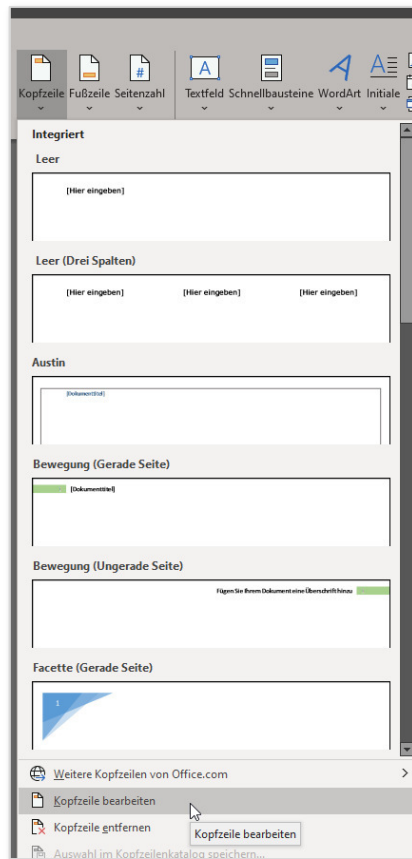 Kopfzeile Fußzeile Seitenzahl Textfeld Schnellbausteine WordArt Initiale
Integriert
Leer
[Hier eingeben]
Leer (Drei Spalten)
[Hier eingeben] [Hier eingeben] [Hier eingeben]
Austin
[Dokumenttitel]
Bewegung (Gerade Seite)
[Dokumenttitel]
Bewegung (Ungerade Seite)
Fügen Sie Ihrem Dokument eine Überschrift hinzu
Facette (Gerade Seite)
1
Weitere Kopfzeilen von Office.com
Kopfzeile bearbeiten
Kopfzeile entfernen
Kopfzeile bearbeiten
Auswahl im Kopfzeilenkatalog speichern...